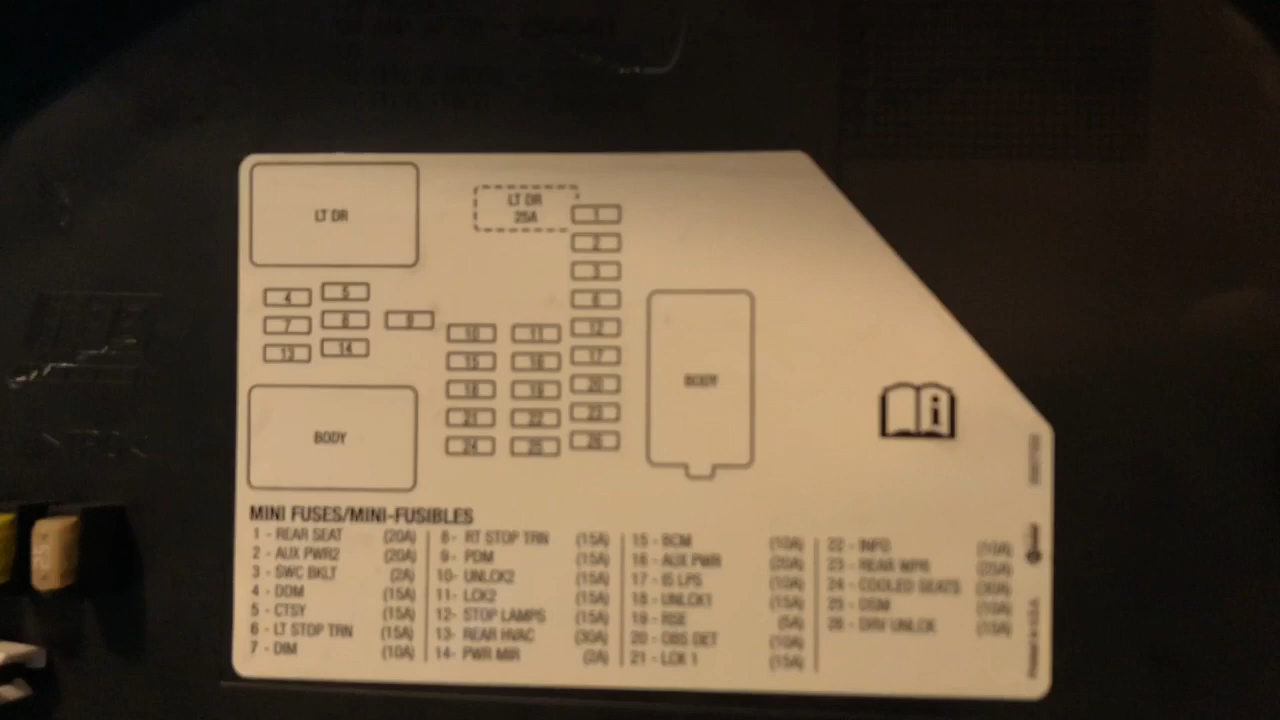 LT DR
LT DR
25A
1
2
3
4
5
6
7
8
9
10
11
12
13
14
15
16
17
18
19
20
21
22
23
24
25
26
BODY
BODY
MINI FUSES/MINI-FUSIBLES
1 - REAR SEAT (20A)
2 - AUX PWR2 (20A)
3 - SWC BKLT (2A)
4 - DDM (15A)
5 - CTSY (15A)
6 - LT STOP TRN (15A)
7 - DIM (10A)
8 - RT STOP TRN (15A)
9 - PDM (15A)
10- UNLCK2 (15A)
11- LCK2 (15A)
12- STOP LAMPS (15A)
13- REAR HVAC (30A)
14- PWR MIR (2A)
15 - BCM (10A)
16 - AUX PWR (20A)
17 - IS LPS (10A)
18 - UNLCK1 (15A)
19 - RSE (5A)
20 - OBS DET (10A)
21 - LCK 1 (15A)
22 - INFO (10A)
23 - REAR WPR (25A)
24 - COOLED SEATS (30A)
25 - DSM (10A)
26 - DRV UNLCK (10A)
Printed in U.S.A.